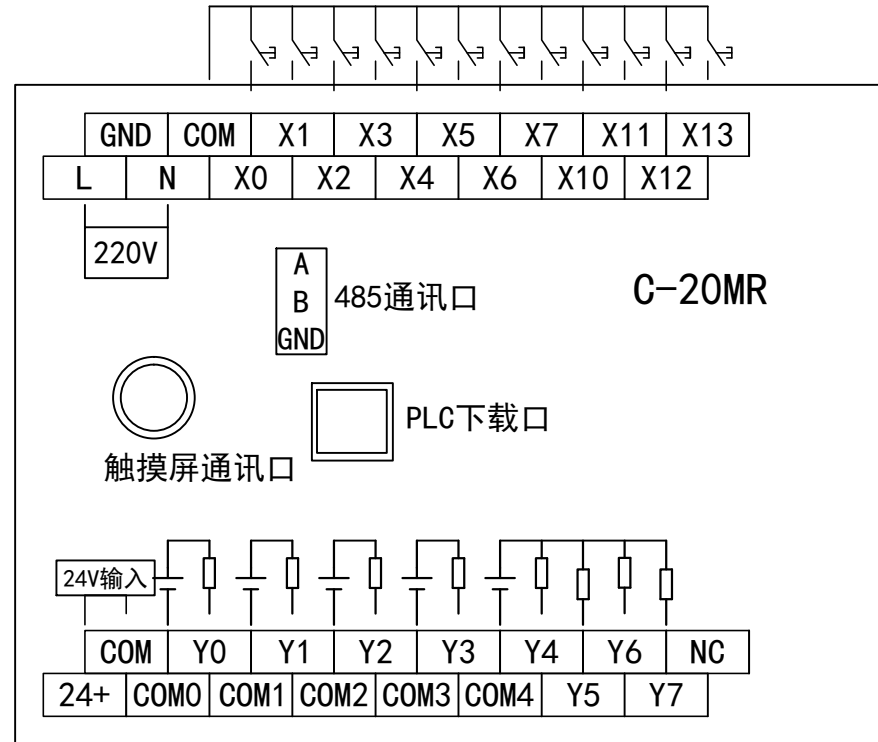 GND COM X1 X3 X5 X7 X11 X13
L N X0 X2 X4 X6 X10 X12
220V
A
B
GND
485通讯口
C-20MR
PLC下载口
触摸屏通讯口
24V输入
COM Y0 Y1 Y2 Y3 Y4 Y6 NC
24+ COM0 COM1 COM2 COM3 COM4 Y5 Y7